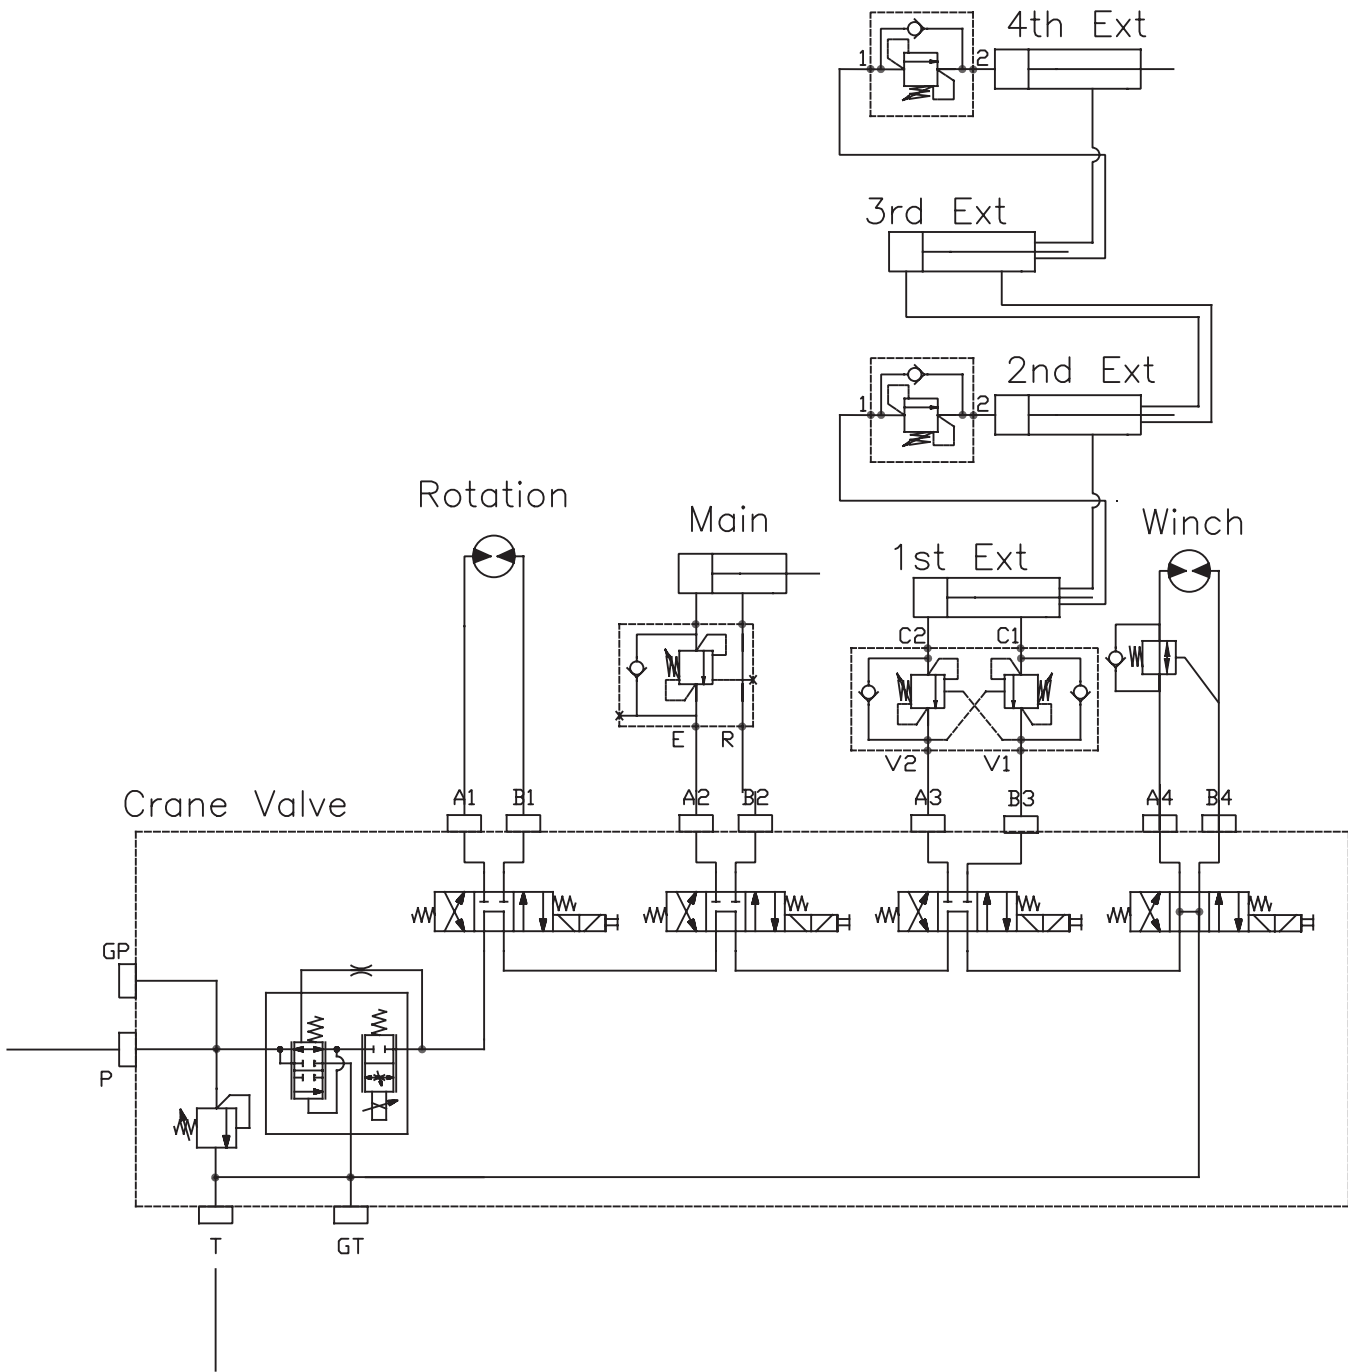 4th Ext
1 2
3rd Ext
2nd Ext
1 2
Rotation
Main
Winch
1st Ext
C2 C1
E R
V2 V1
Crane Valve
A1 B1 A2 B2 A3 B3 A4 B4
GP
P
T GT